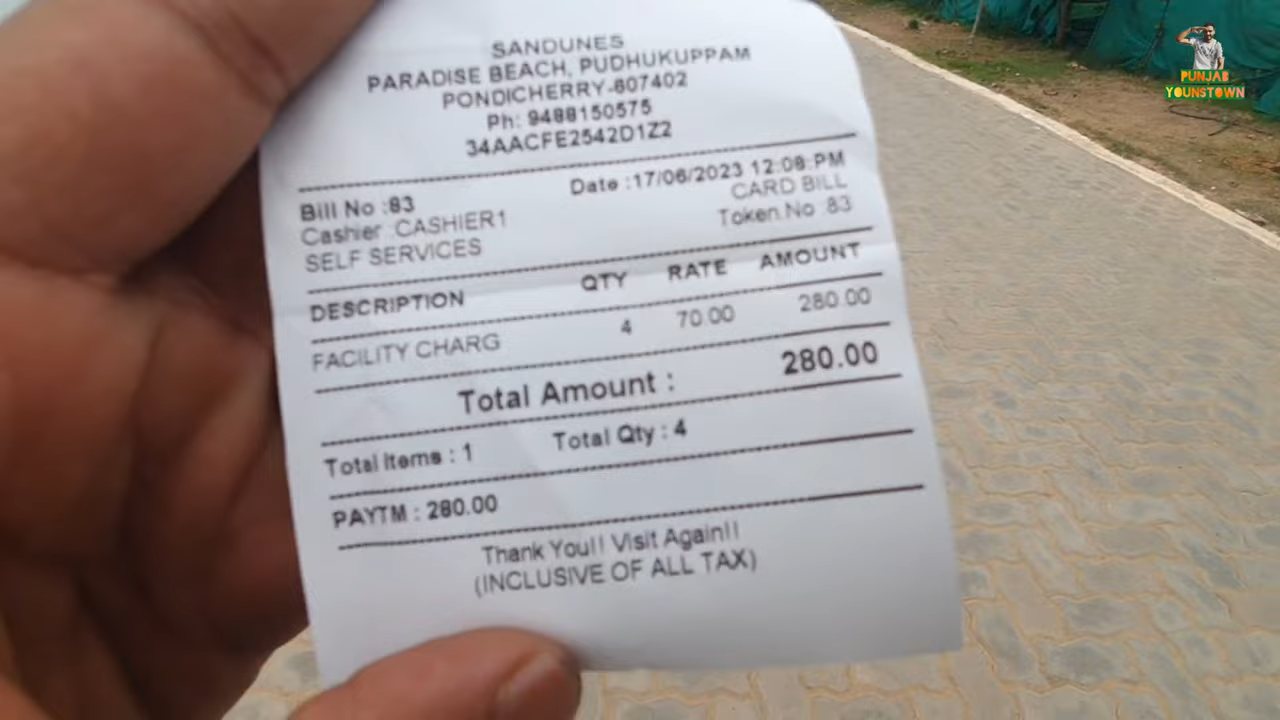 SANDUNES
PARADISE BEACH, PUDHUKUPPAM
PONDICHERRY-607402
Ph: 9488150575
34AACFE2542D1Z2
Bill No :83 Date :17/06/2023 12:08:PM
Cashier :CASHIER1 CARD BILL
SELF SERVICES Token.No :83
DESCRIPTION QTY RATE AMOUNT
FACILITY CHARG 4 70.00 280.00
Total Amount : 280.00
Total Items : 1 Total Qty : 4
PAYTM : 280.00
Thank You!! Visit Again!!
(INCLUSIVE OF ALL TAX)
PUNJAB
YOUNSTOWN